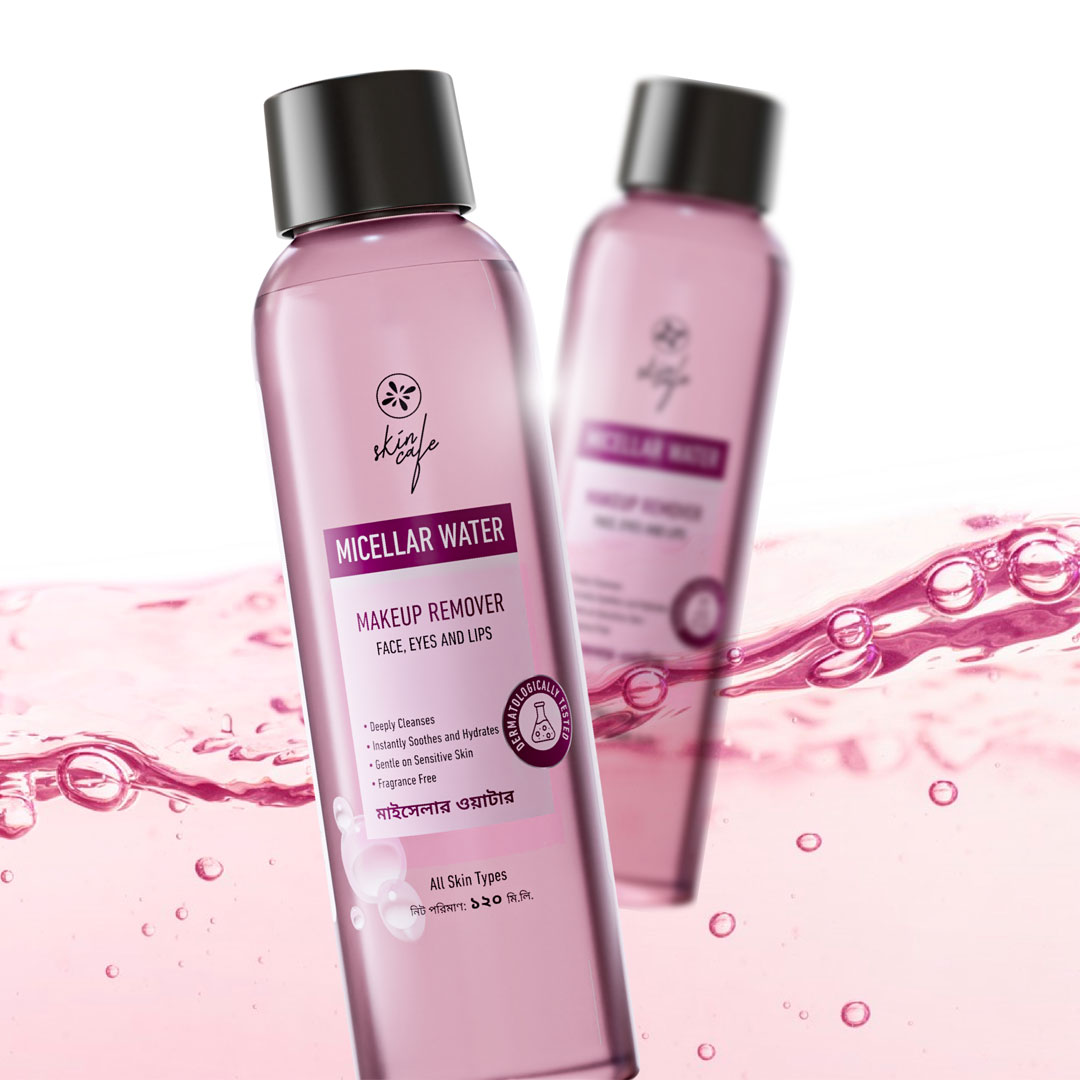 skin
cafe
MICELLAR WATER
MAKEUP REMOVER
FACE, EYES AND LIPS
• Deeply Cleanses
• Instantly Soothes and Hydrates
• Gentle on Sensitive Skin
• Fragrance Free
মাইসেলার ওয়াটার
DERMATOLOGICALLY TESTED
All Skin Types
নিট পরিমাণ: ১২০ মি.লি.
skin
cafe
MICELLAR WATER
MAKEUP REMOVER
FACE, EYES AND LIPS